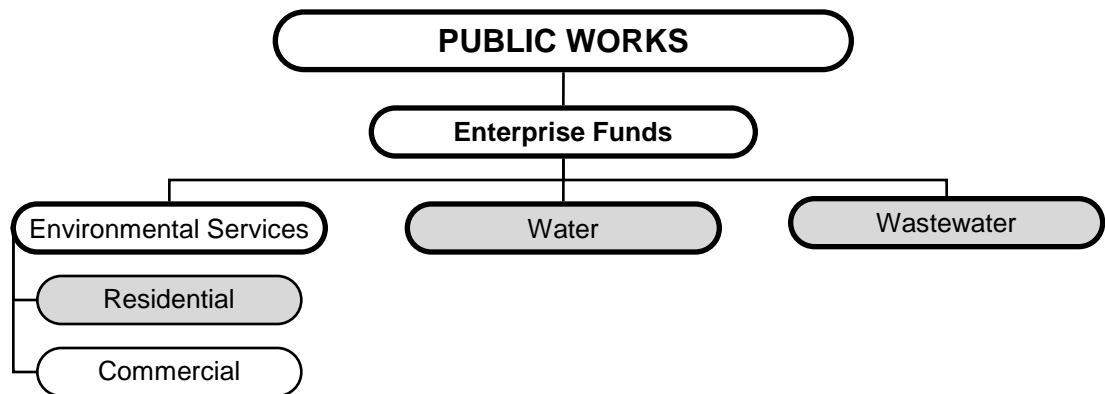 PUBLIC WORKS
Enterprise Funds
Environmental Services
Water
Wastewater
Residential
Commercial